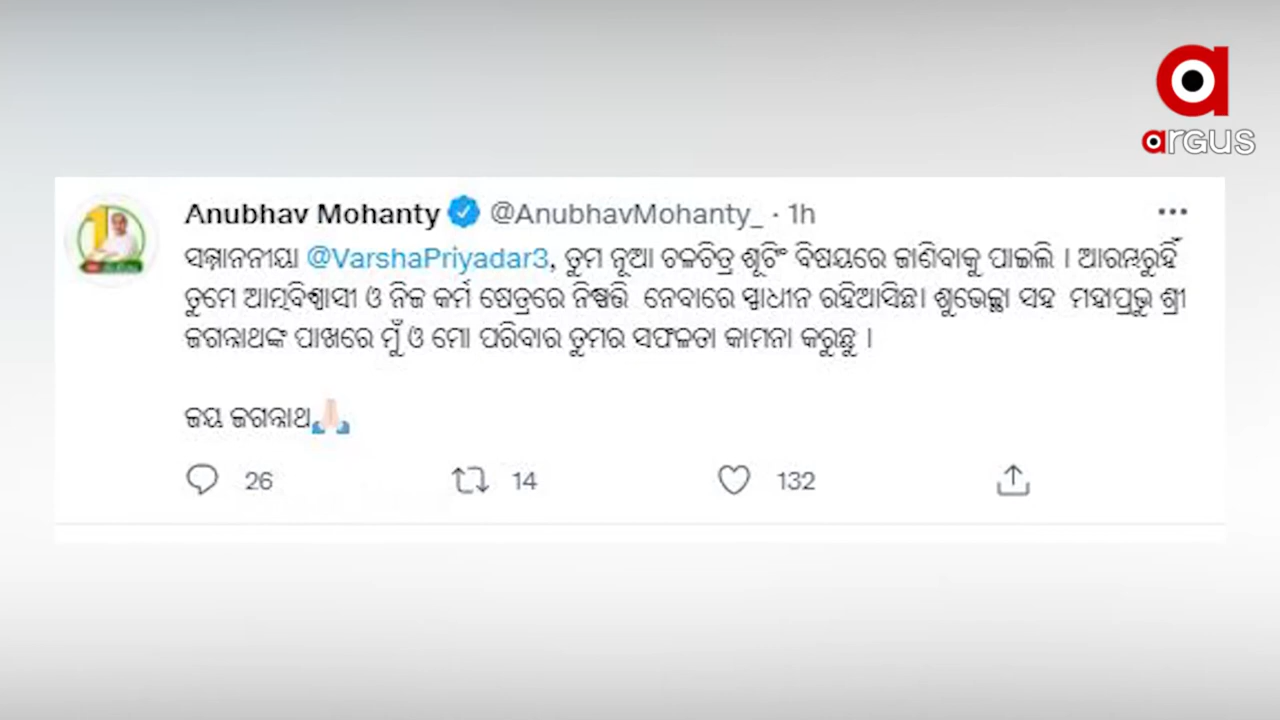 a
argus
Anubhav Mohanty @AnubhavMohanty_ · 1h
ସମ୍ମାନନୀୟା @VarshaPriyadar3, ତୁମ ନୂଆ ଚଳଚିତ୍ର ଶୂଟିଂ ବିଷୟରେ ଜାଣିବାକୁ ପାଇଲି । ଆରମ୍ଭରୁହିଁ
ତୁମେ ଆତ୍ମବିଶ୍ୱାସୀ ଓ ନିଜ କର୍ମ କ୍ଷେତ୍ରରେ ନିଷ୍ପତ୍ତି ନେବାରେ ସ୍ୱାଧୀନ ରହିଆସିଛ। ଶୁଭେଚ୍ଛା ସହ ମହାପ୍ରଭୁ ଶ୍ରୀ
ଜଗନ୍ନାଥଙ୍କ ପାଖରେ ମୁଁ ଓ ମୋ ପରିବାର ତୁମର ସଫଳତା କାମନା କରୁଛୁ ।
ଜୟ ଜଗନ୍ନାଥ🙏🏻
26 14 132